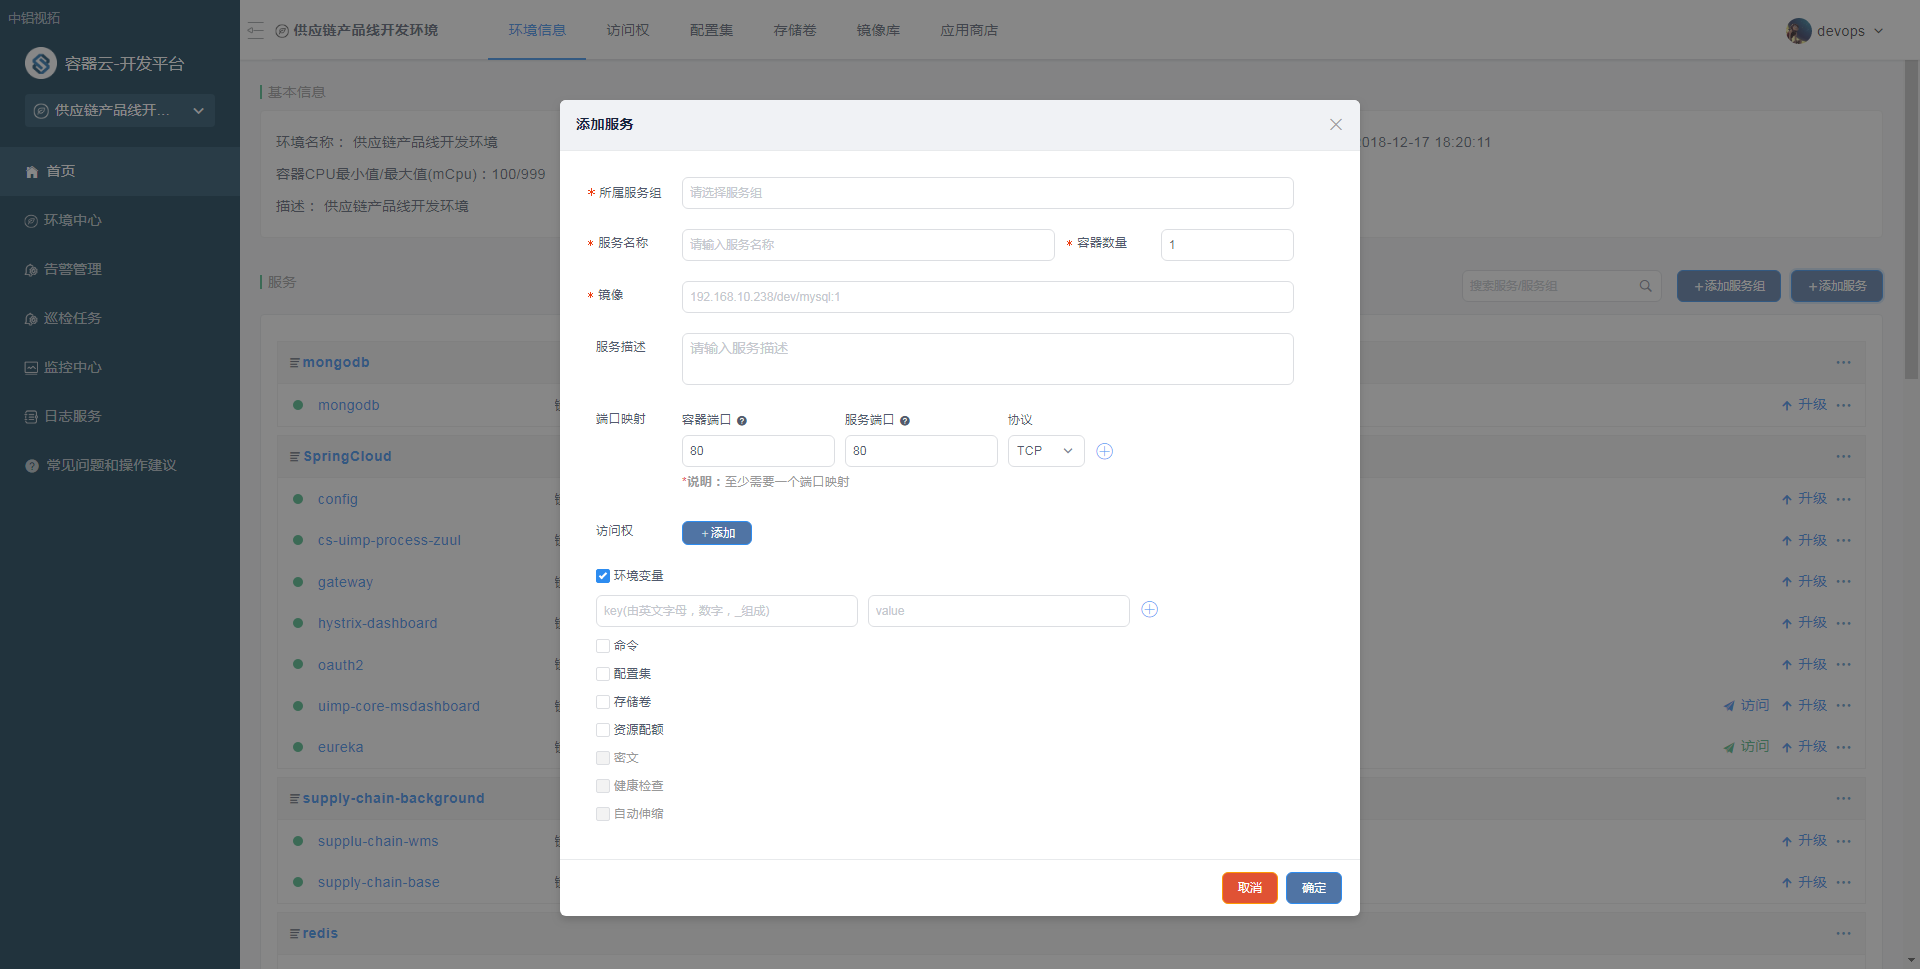 中铝视拓
容器云-开发平台
供应链产品线开...
首页
环境中心
告警管理
巡检任务
监控中心
日志服务
常见问题和操作建议
供应链产品线开发环境 环境信息 访问权 配置集 存储卷 镜像库 应用商店 devops
基本信息
环境名称： 供应链产品线开发环境 018-12-17 18:20:11
容器CPU最小值/最大值(mCpu)：100/999
描述： 供应链产品线开发环境
服务 搜索服务/服务组 +添加服务组 +添加服务
mongodb ...
mongodb 升级 ...
SpringCloud ...
config 升级 ...
cs-uimp-process-zuul 升级 ...
gateway 升级 ...
hystrix-dashboard 升级 ...
oauth2 升级 ...
uimp-core-msdashboard 访问 升级 ...
eureka 访问 升级 ...
supply-chain-background ...
supplu-chain-wms 升级 ...
supply-chain-base 升级 ...
redis ...
添加服务
* 所属服务组 请选择服务组
* 服务名称 请输入服务名称 * 容器数量 1
* 镜像 192.168.10.238/dev/mysql:1
服务描述 请输入服务描述
端口映射 容器端口 服务端口 协议
80 80 TCP
*说明：至少需要一个端口映射
访问权 +添加
环境变量
key(由英文字母，数字，_组成) value
命令
配置集
存储卷
资源配额
密文
健康检查
自动伸缩
取消 确定